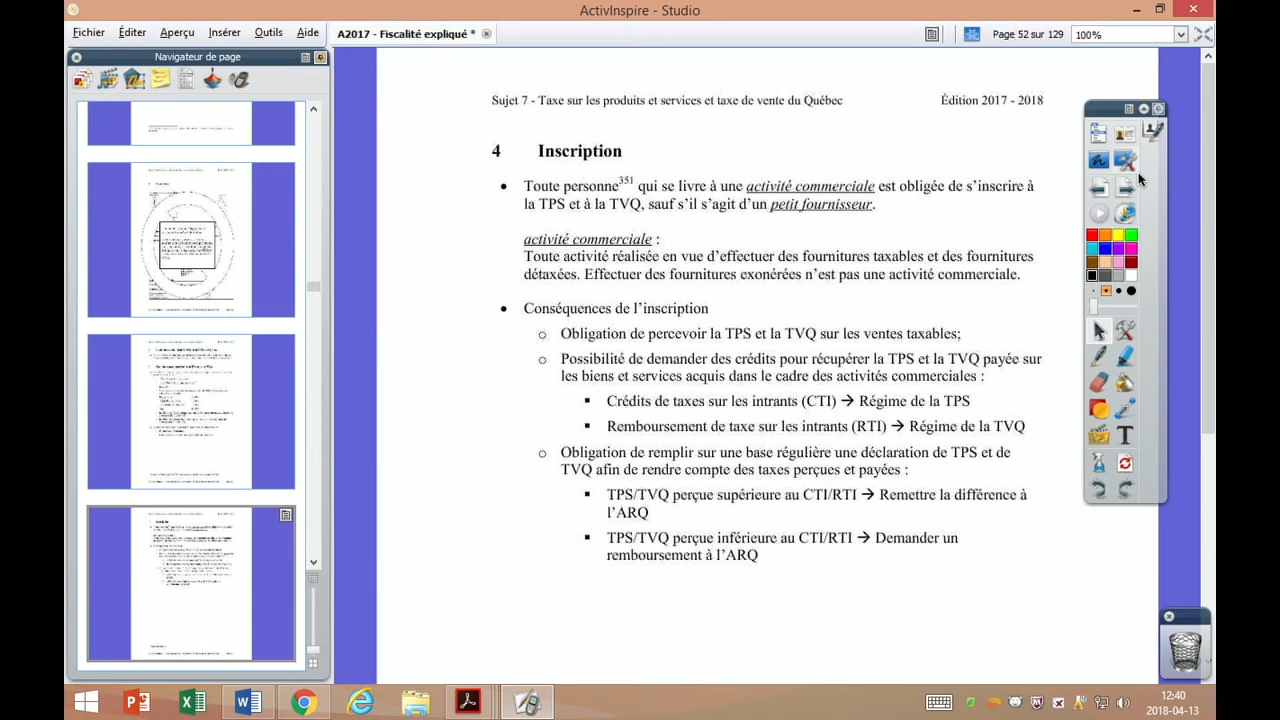 ActivInspire - Studio
Fichier Éditer Aperçu Insérer Outils Aide
A2017 - Fiscalité expliqué *
Page 52 sur 129
100%
Navigateur de page
Sujet 7 - Taxe sur les produits et services et taxe de vente du Québec Édition 2017 - 2018
4 Inscription
• Toute personne351 qui se livre à une activité commerciale est obligée de s’inscrire à
la TPS et à la TVQ, sauf s’il s’agit d’un petit fournisseur.
activité commerciale :
Toute activité réalisée en vue d’effectuer des fournitures taxables et des fournitures
détaxées. Effectuer des fournitures exonérées n’est pas une activité commerciale.
• Conséquences de l’inscription
o Obligation de percevoir la TPS et la TVQ sur les ventes taxables;
o Possibilité de demander des crédits pour récupérer la TPS et la TVQ payée sur
les biens et services acquis dans le cadre des activités commerciales :
▪ Crédits de taxes sur les intrants (CTI) → Régime de la TPS
▪ Remboursement de taxe sur les intrants (RTI) → Régime de la TVQ
o Obligation de remplir sur une base régulière une déclaration de TPS et de
TVQ afin de rendre compte des taxes perçues et payées :
▪ TPS/TVQ perçue supérieure au CTI/RTI → Remettre la différence à
l’ARQ
▪ TPS/TVQ perçue inférieure au CTI/RTI → Demander un
remboursement à l’ARQ
12:40
2018-04-13